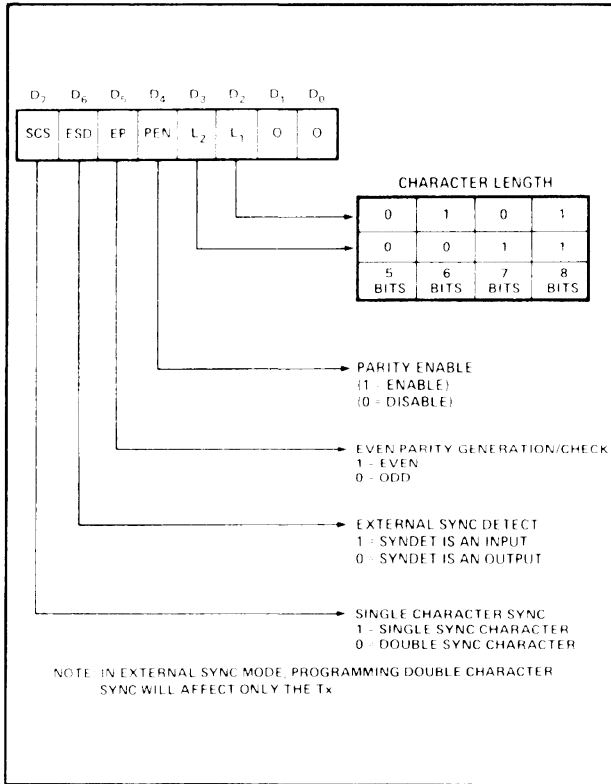 D7 D6 D5 D4 D3 D2 D1 D0
SCS ESD EP PEN L2 L1 0 0
CHARACTER LENGTH
0 1 0 1
0 0 1 1
5 BITS 6 BITS 7 BITS 8 BITS
PARITY ENABLE
(1 - ENABLE)
(0 = DISABLE)
EVEN PARITY GENERATION/CHECK
1 - EVEN
0 - ODD
EXTERNAL SYNC DETECT
1 = SYNDET IS AN INPUT
0 - SYNDET IS AN OUTPUT
SINGLE CHARACTER SYNC
1 - SINGLE SYNC CHARACTER
0 - DOUBLE SYNC CHARACTER
NOTE: IN EXTERNAL SYNC MODE, PROGRAMMING DOUBLE CHARACTER
SYNC WILL AFFECT ONLY THE Tx